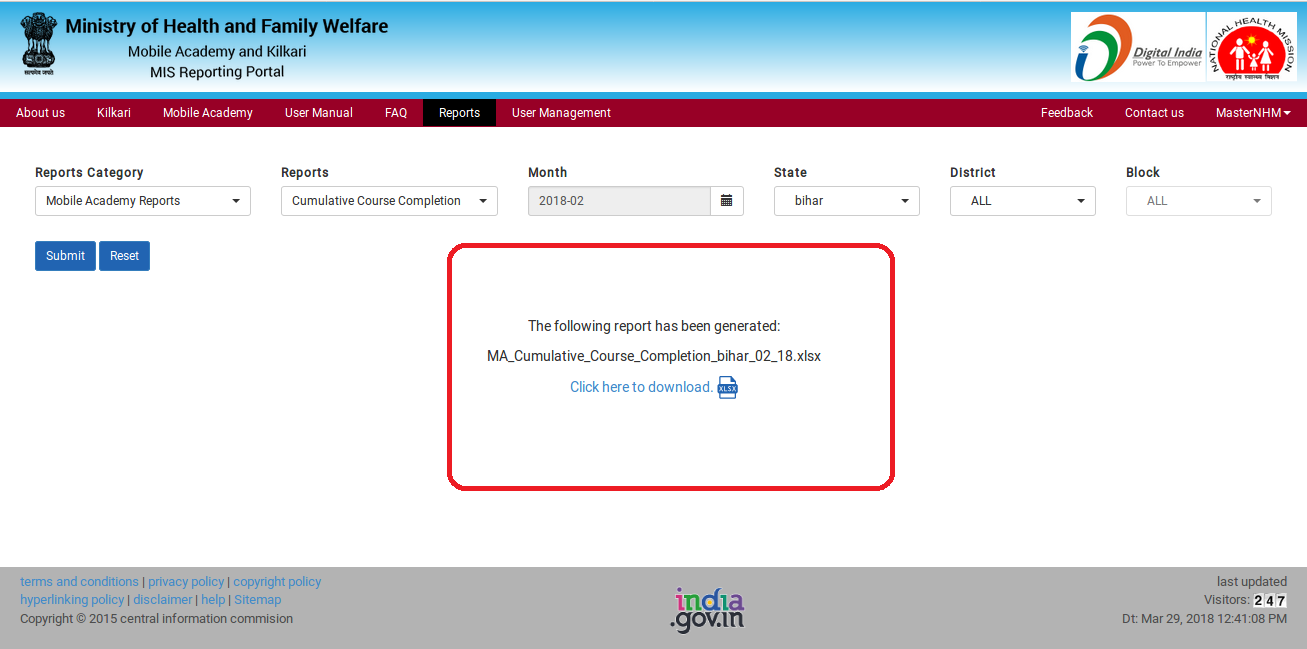 Ministry of Health and Family Welfare
Mobile Academy and Kilkari
MIS Reporting Portal
सत्यमेव जयते
Digital India
Power To Empower
NATIONAL HEALTH MISSION
राष्ट्रीय स्वास्थ्य मिशन
About us Kilkari Mobile Academy User Manual FAQ Reports User Management Feedback Contact us MasterNHM
Reports Category Reports Month State District Block
Mobile Academy Reports Cumulative Course Completion 2018-02 bihar ALL ALL
Submit Reset
The following report has been generated:
MA_Cumulative_Course_Completion_bihar_02_18.xlsx
Click here to download. XLSX
terms and conditions | privacy policy | copyright policy
hyperlinking policy | disclaimer | help | Sitemap
Copyright © 2015 central information commision
india
.gov.in
last updated
Visitors: 247
Dt: Mar 29, 2018 12:41:08 PM